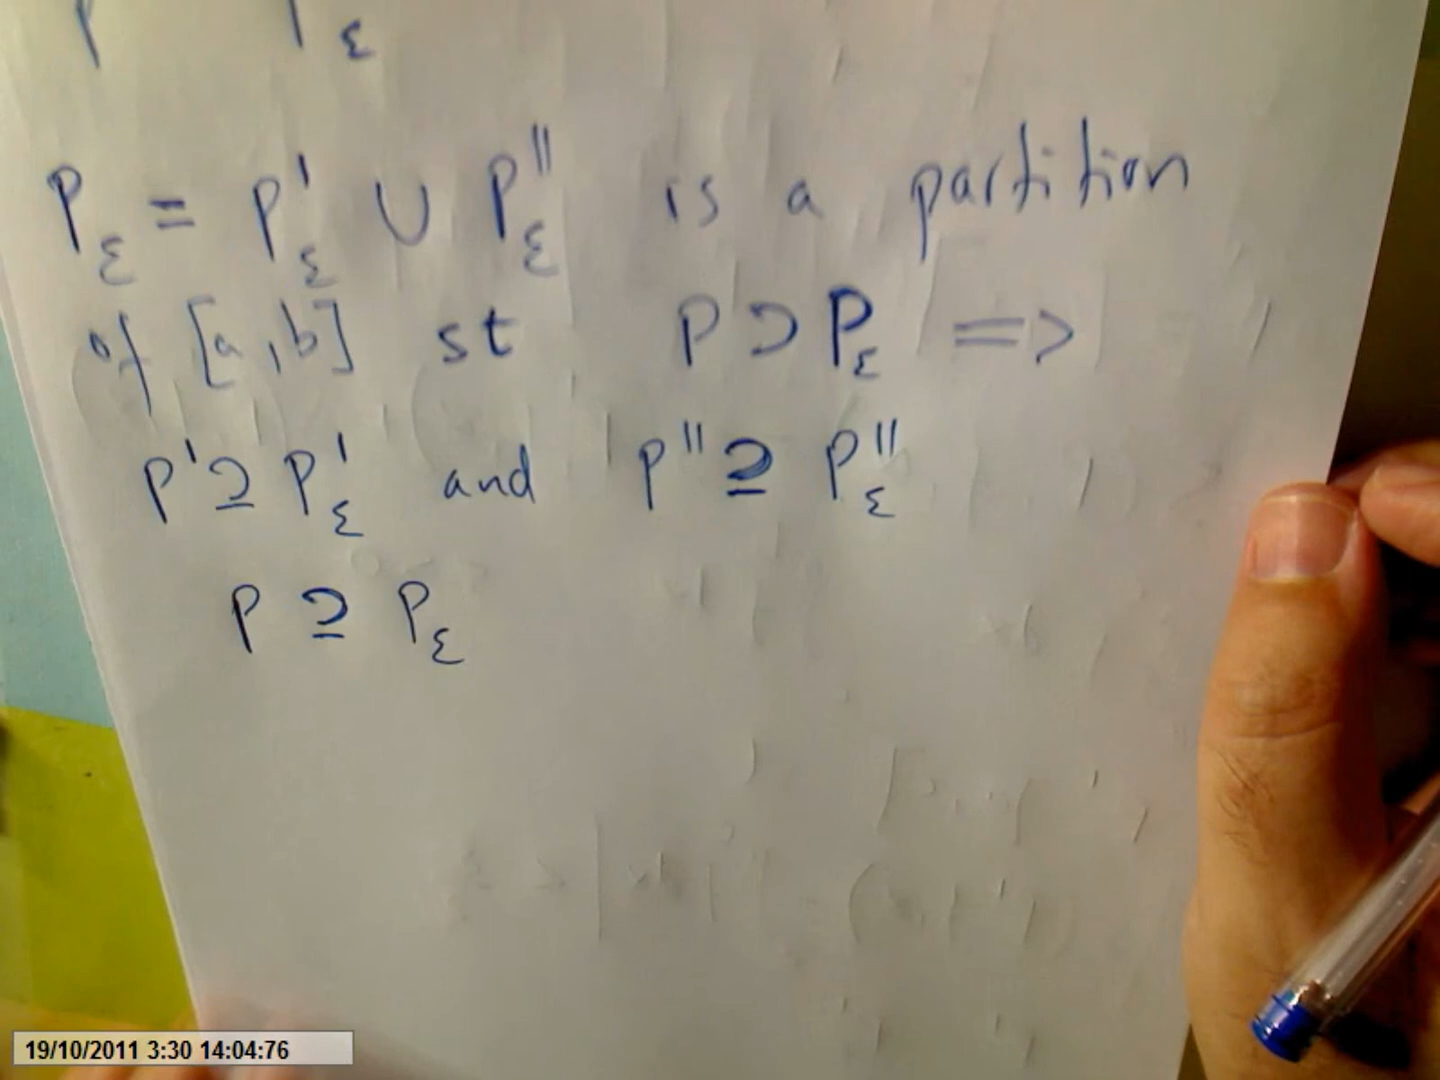 P P ε
P_ε = P'_ε ∪ P''_ε is a partition
of [a, b] st P ⊃ P_ε =>
P' ⊇ P'_ε and P'' ⊇ P''_ε
P ⊇ P_ε
19/10/2011 3:30 14:04:76